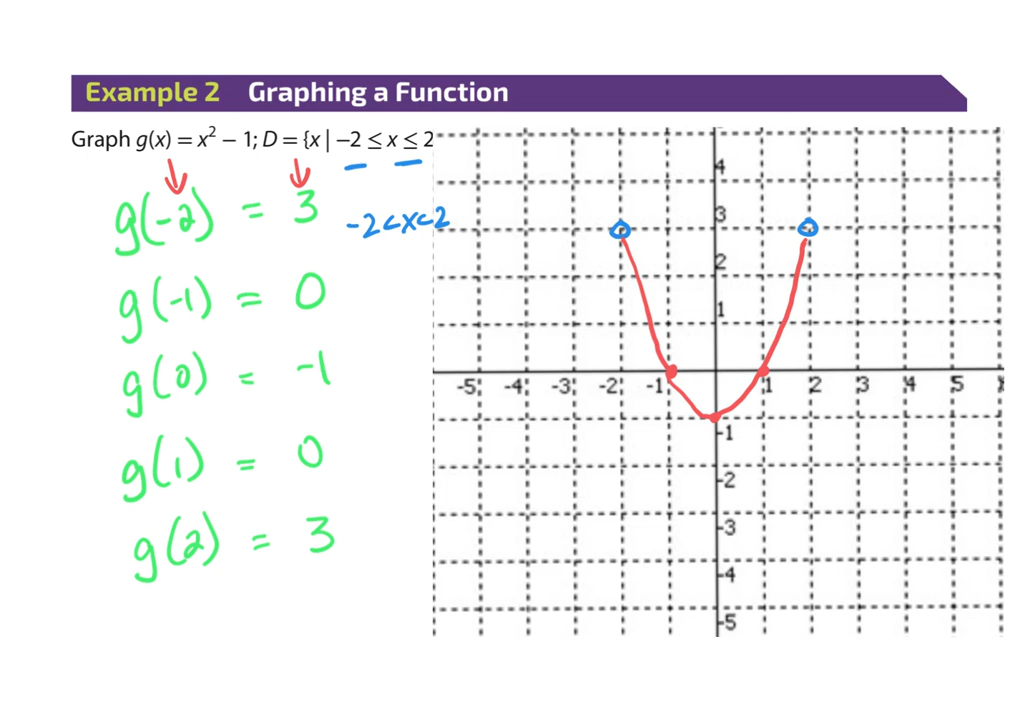 Example 2 Graphing a Function
Graph g(x) = x² − 1; D = {x | −2 ≤ x ≤ 2
g(-2) = 3
-2<x<2
g(-1) = 0
g(0) = -1
g(1) = 0
g(2) = 3
4
3
2
1
-5 -4 -3 -2 -1 1 2 3 4 5 x
-1
-2
-3
-4
-5